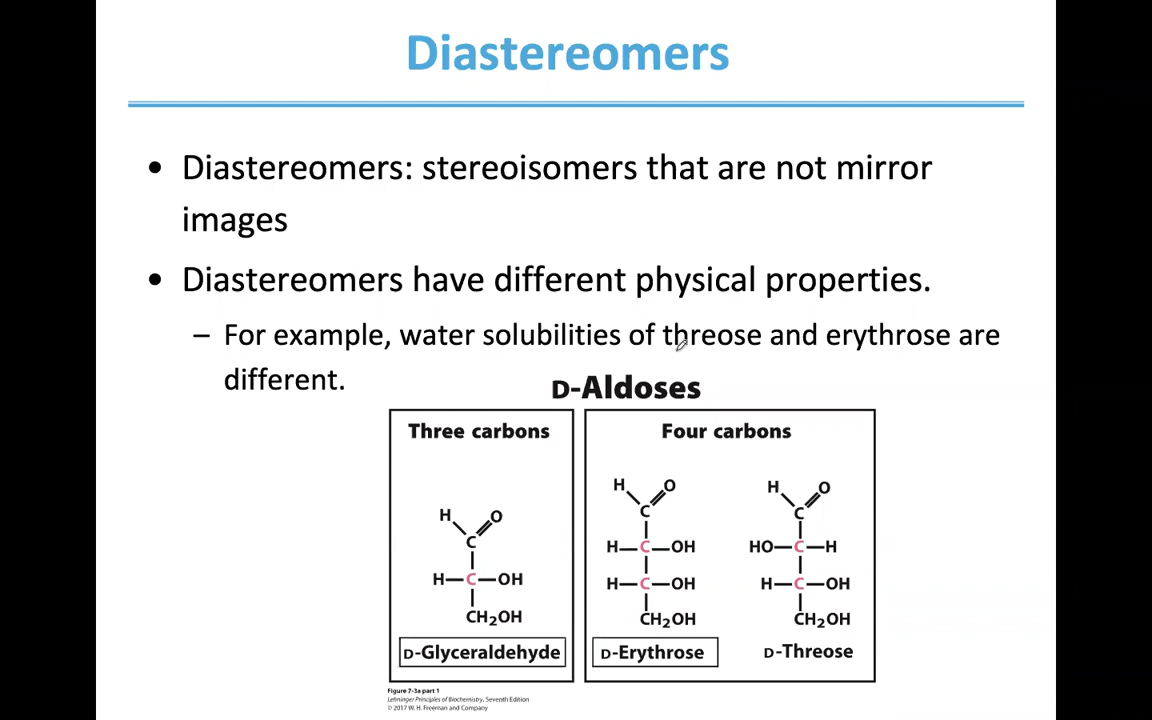 Diastereomers
• Diastereomers: stereoisomers that are not mirror
images
• Diastereomers have different physical properties.
– For example, water solubilities of threose and erythrose are
different.
D-Aldoses
Three carbons
H O
C
H—C—OH
CH2OH
D-Glyceraldehyde
Four carbons
H O
C
H—C—OH
H—C—OH
CH2OH
D-Erythrose
H O
C
HO—C—H
H—C—OH
CH2OH
D-Threose
Figure 7-3a part 1
Lehninger Principles of Biochemistry, Seventh Edition
© 2017 W. H. Freeman and Company